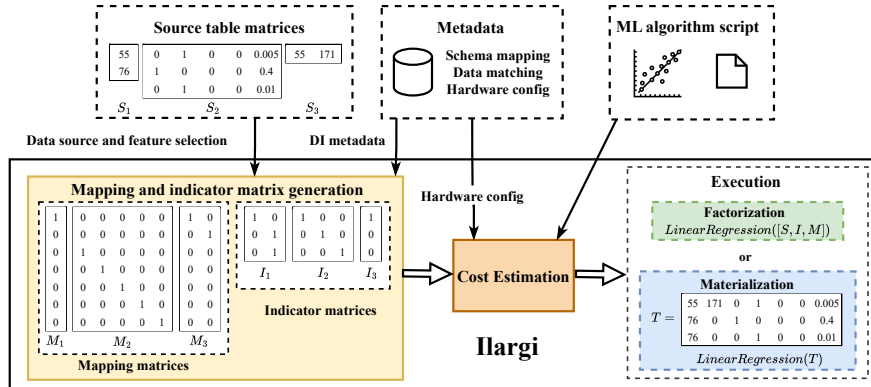 Source table matrices
55
76
0 1 0 0 0.005
1 0 0 0 0.4
0 1 0 0 0.01
55 171
S₁
S₂
S₃
Metadata
Schema mapping
Data matching
Hardware config
ML algorithm script
Data source and feature selection
DI metadata
Hardware config
Mapping and indicator matrix generation
1
0
0
0
0
0
0
0 0 0 0 0
0 0 0 0 0
1 0 0 0 0
0 1 0 0 0
0 0 1 0 0
0 0 0 1 0
0 0 0 0 1
1 0
0 1
0 0
0 0
0 0
0 0
0 0
M₁
M₂
M₃
Mapping matrices
1 0
0 1
0 1
1 0 0
0 1 0
0 0 1
1
0
0
I₁
I₂
I₃
Indicator matrices
Cost Estimation
Ilargi
Execution
Factorization
LinearRegression([S, I, M])
or
Materialization
T =
55 171 0 1 0 0 0.005
76 0 1 0 0 0 0.4
76 0 0 1 0 0 0.01
LinearRegression(T)